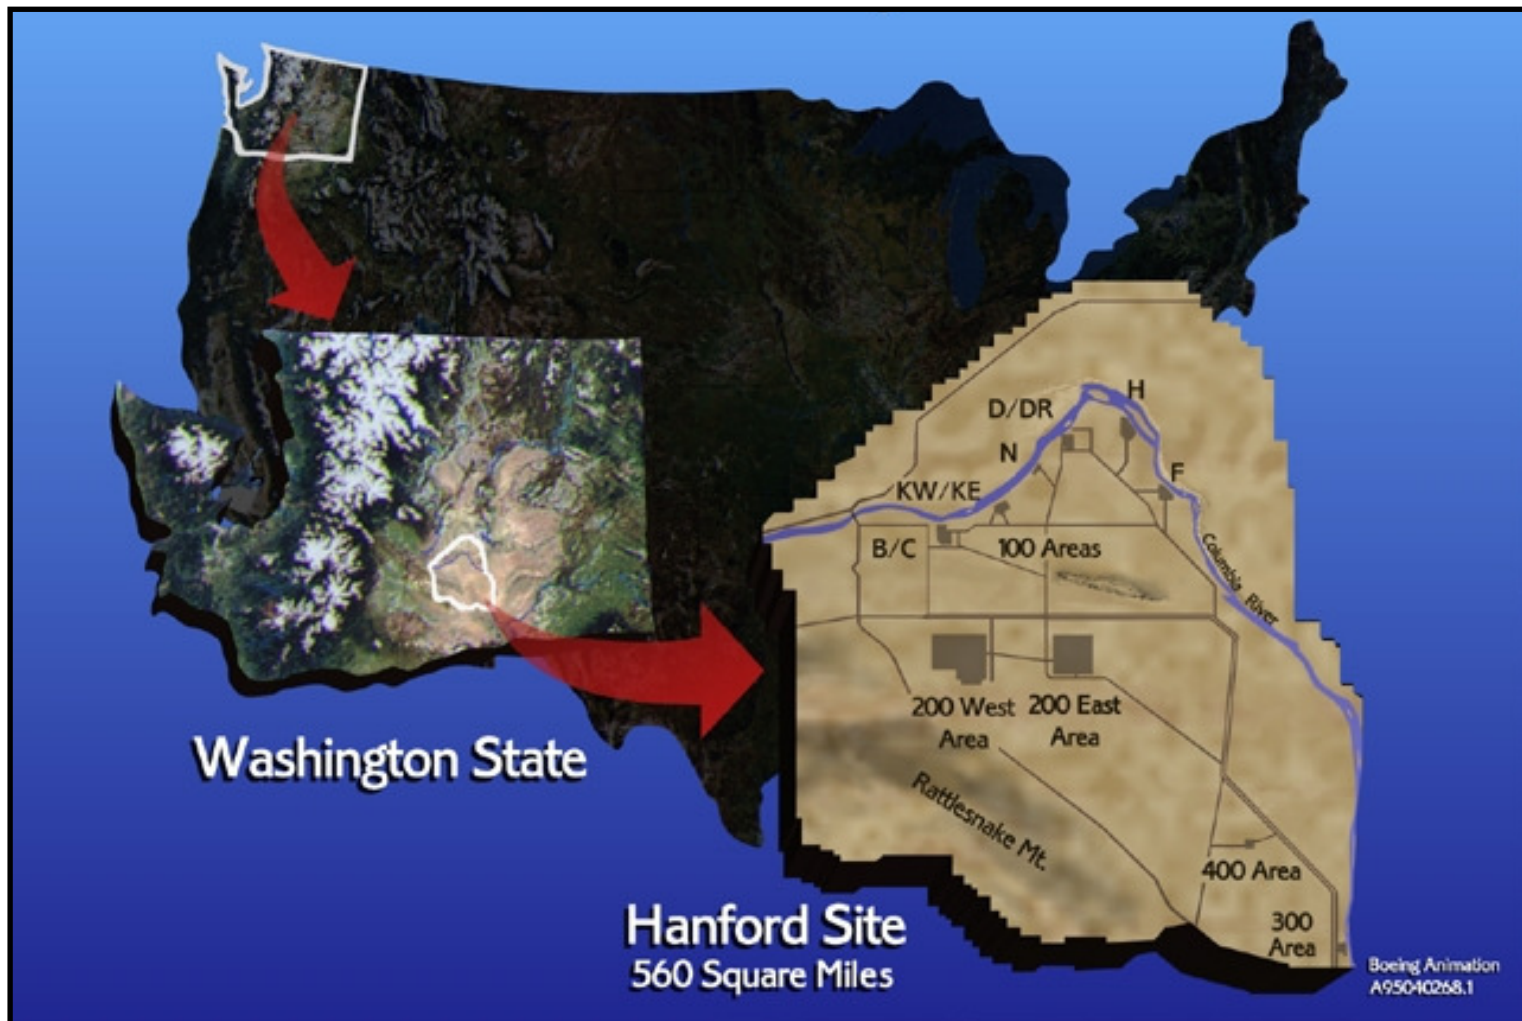 H
D/DR
N
F
KW/KE
B/C
100 Areas
Columbia River
200 West
Area
200 East
Area
Rattlesnake Mt.
400 Area
300
Area
Washington State
Hanford Site
560 Square Miles
Boeing Animation
A95040268.1